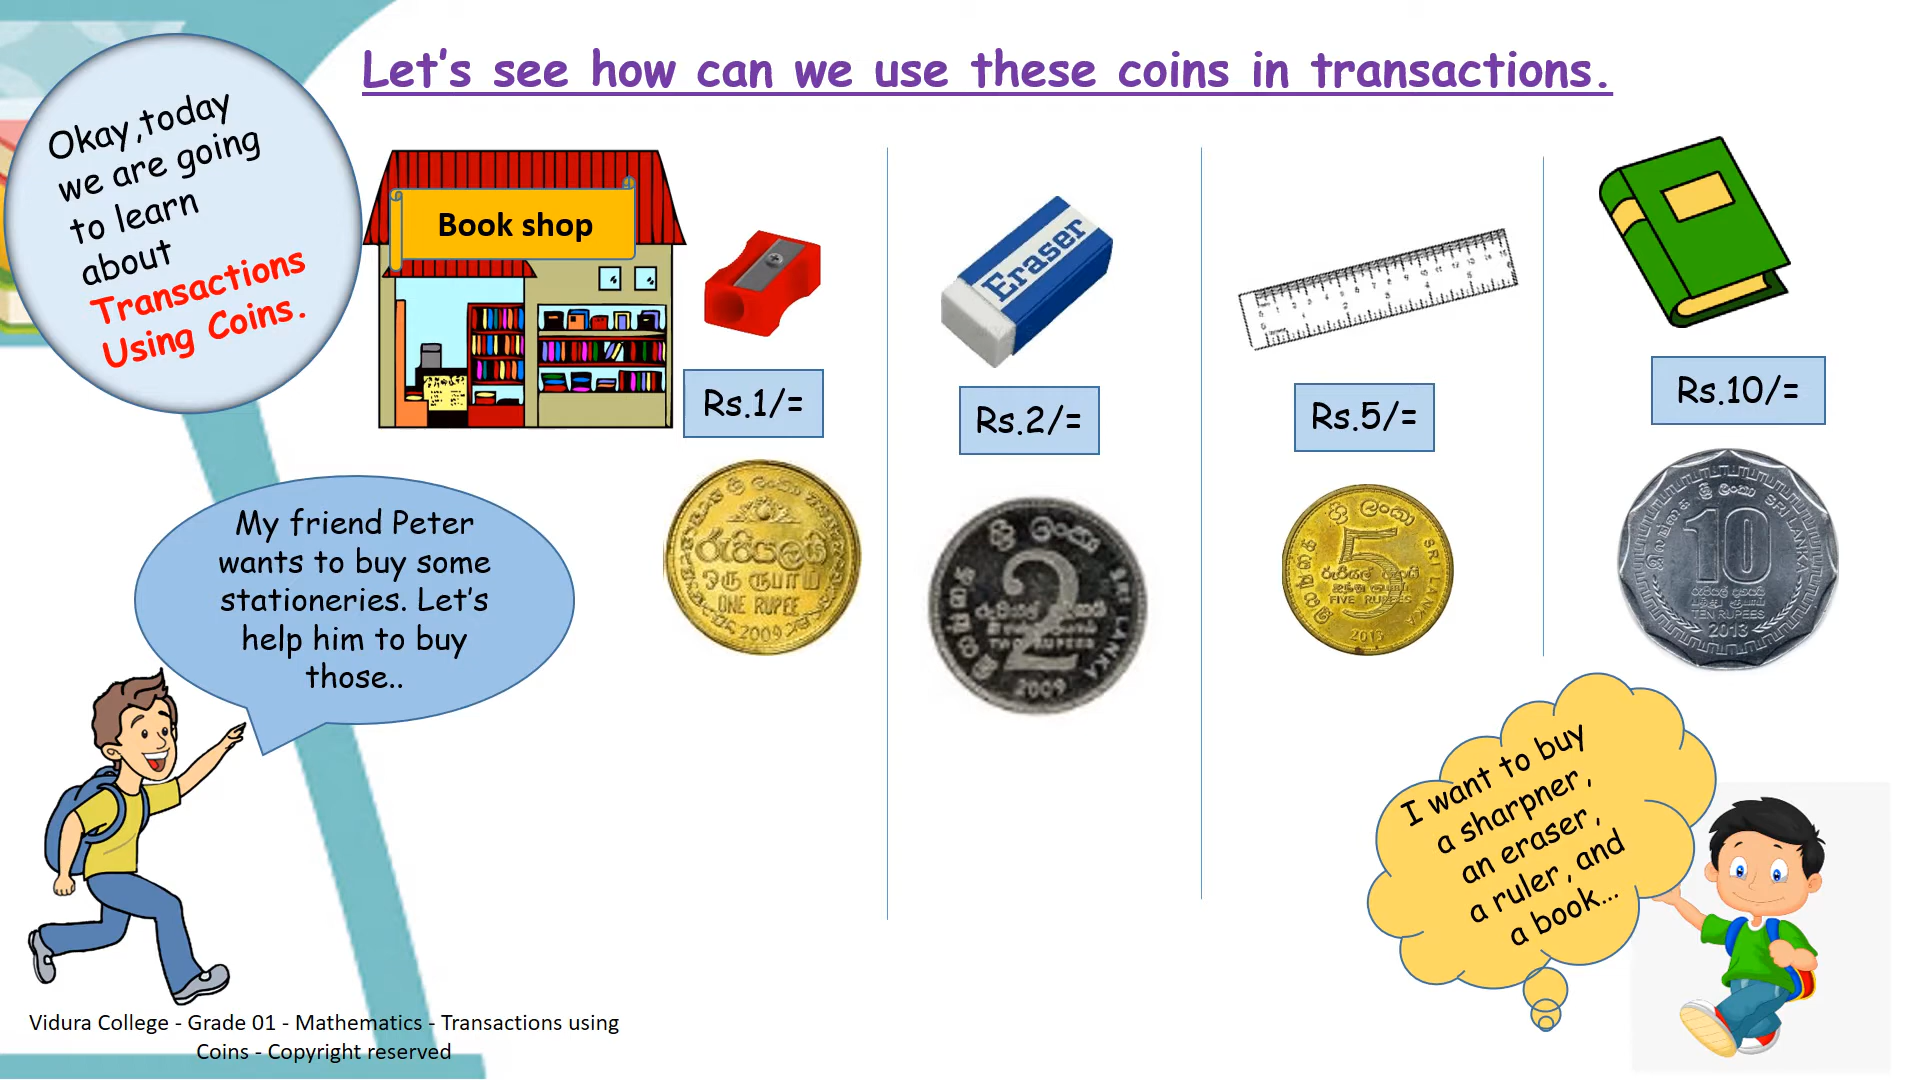 Let's see how can we use these coins in transactions.
Okay,today
we are going
to learn
about
Transactions
Using Coins.
Book shop
Eraser
Rs.1/=
Rs.2/=
Rs.5/=
Rs.10/=
රුපියලයි
ஒரு ரூபாய்
ONE RUPEE
2009
ශ්‍රී ලංකා
2
SRI LANKA
2009
ශ්‍රී ලංකා
5
SRI LANKA
FIVE RUPEES
2013
ශ්‍රී ලංකා
SRI LANKA
10
TEN RUPEES
2013
My friend Peter
wants to buy some
stationeries. Let's
help him to buy
those..
I want to buy
a sharpner,
an eraser,
a ruler, and
a book...
Vidura College - Grade 01 - Mathematics - Transactions using
Coins - Copyright reserved